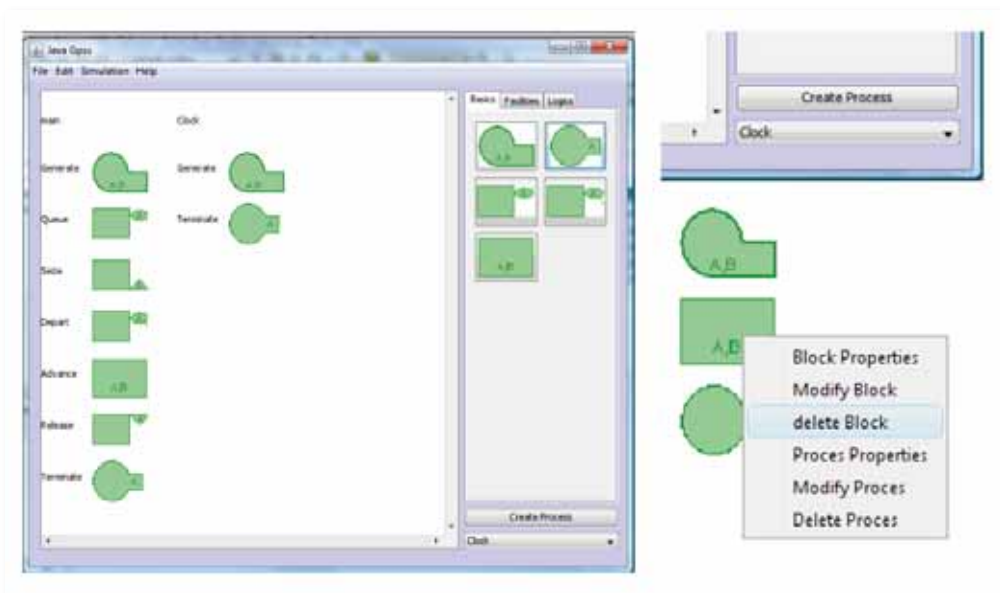 Java Gpss
File Edit Simulation Help
main
Clock
Generate
A,B
Generate
A,B
Queue
Terminate
A
Seize
Depart
Advance
A,B
Release
Terminate
A
Basics Facilities Logics
A,B
A
A,B
Create Process
Clock
Create Process
Clock
A,B
A,B
Block Properties
Modify Block
delete Block
Proces Properties
Modify Proces
Delete Proces